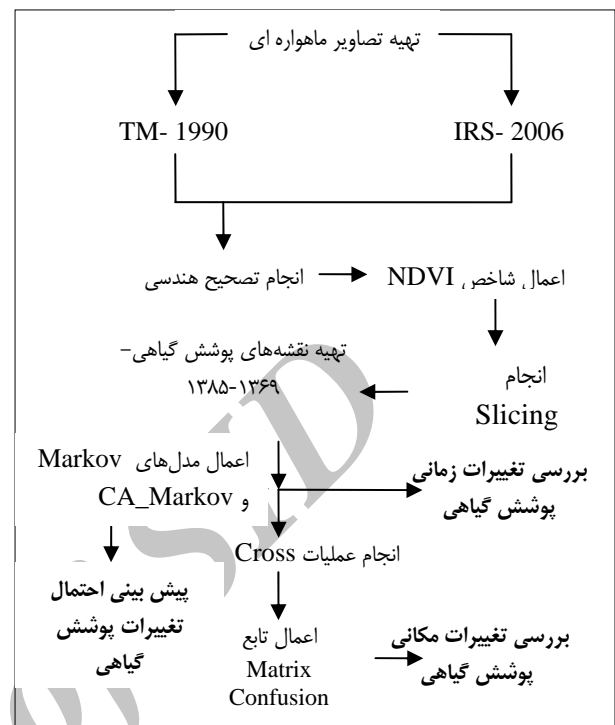 تهیه تصاویر ماهواره ای
TM- 1990
IRS- 2006
انجام تصحیح هندسی
اعمال شاخص NDVI
انجام
Slicing
تهیه نقشه‌های پوشش گیاهی–
۱۳۸۵-۱۳۶۹
اعمال مدل‌های Markov
و CA_Markov
بررسی تغییرات زمانی
پوشش گیاهی
انجام عملیات Cross
پیش بینی احتمال
تغییرات پوشش
گیاهی
اعمال تابع
Matrix
Confusion
بررسی تغییرات مکانی
پوشش گیاهی